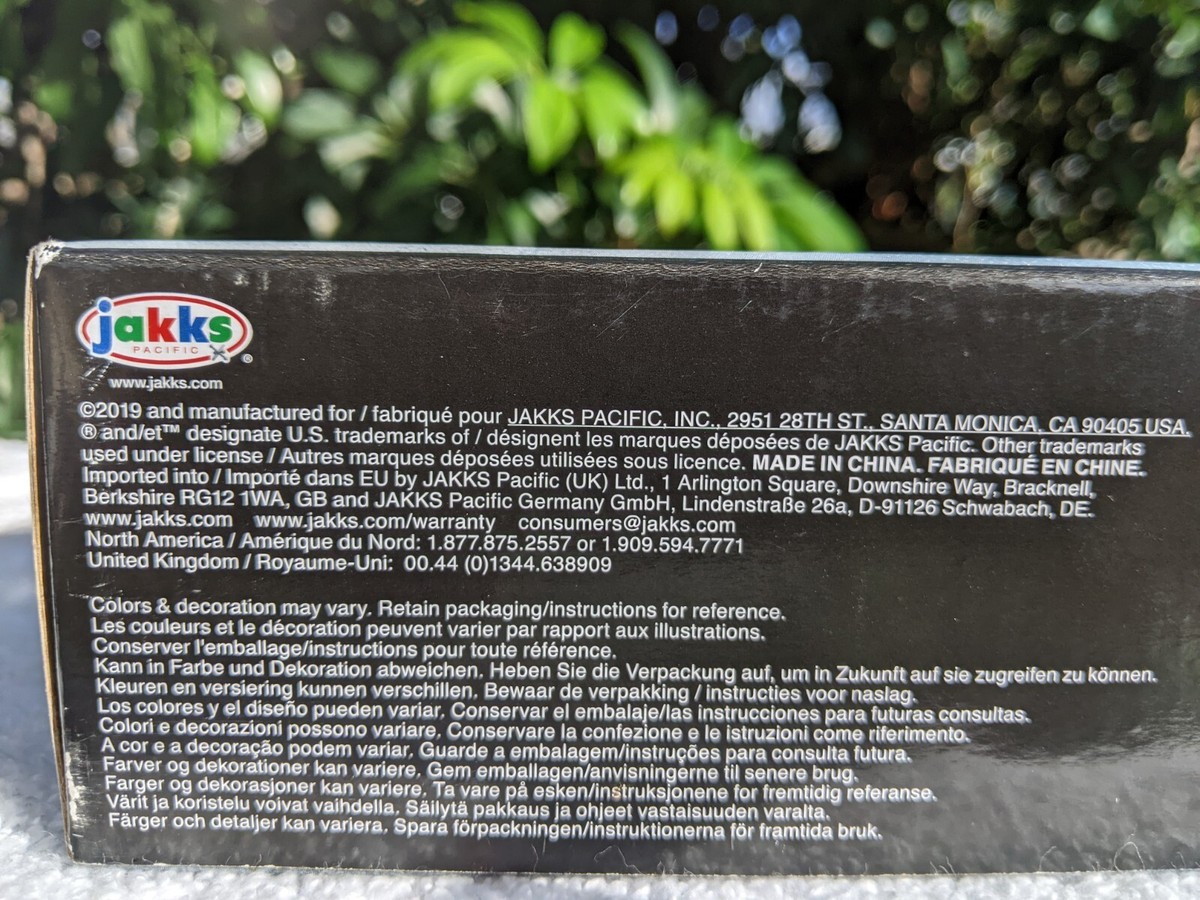 jakks
PACIFIC
®
www.jakks.com
©2019 and manufactured for / fabriqué pour JAKKS PACIFIC, INC., 2951 28TH ST., SANTA MONICA, CA 90405 USA.
® and/et™ designate U.S. trademarks of / désignent les marques déposées de JAKKS Pacific. Other trademarks
used under license / Autres marques déposées utilisées sous licence. MADE IN CHINA. FABRIQUÉ EN CHINE.
Imported into / Importé dans EU by JAKKS Pacific (UK) Ltd., 1 Arlington Square, Downshire Way, Bracknell,
Berkshire RG12 1WA, GB and JAKKS Pacific Germany GmbH, Lindenstraße 26a, D-91126 Schwabach, DE.
www.jakks.com www.jakks.com/warranty consumers@jakks.com
North America / Amérique du Nord: 1.877.875.2557 or 1.909.594.7771
United Kingdom / Royaume-Uni: 00.44 (0)1344.638909
Colors & decoration may vary. Retain packaging/instructions for reference.
Les couleurs et le décoration peuvent varier par rapport aux illustrations.
Conserver l'emballage/instructions pour toute référence.
Kann in Farbe und Dekoration abweichen. Heben Sie die Verpackung auf, um in Zukunft auf sie zugreifen zu können.
Kleuren en versiering kunnen verschillen. Bewaar de verpakking / instructies voor naslag.
Los colores y el diseño pueden variar. Conservar el embalaje/las instrucciones para futuras consultas.
Colori e decorazioni possono variare. Conservare la confezione e le istruzioni come riferimento.
A cor e a decoração podem variar. Guarde a embalagem/instruções para consulta futura.
Farver og dekorationer kan variere. Gem emballagen/anvisningerne til senere brug.
Farger og dekorasjoner kan variere. Ta vare på esken/instruksjonene for fremtidig referanse.
Värit ja koristelu voivat vaihdella. Säilytä pakkaus ja ohjeet vastaisuuden varalta.
Färger och detaljer kan variera. Spara förpackningen/instruktionerna för framtida bruk.